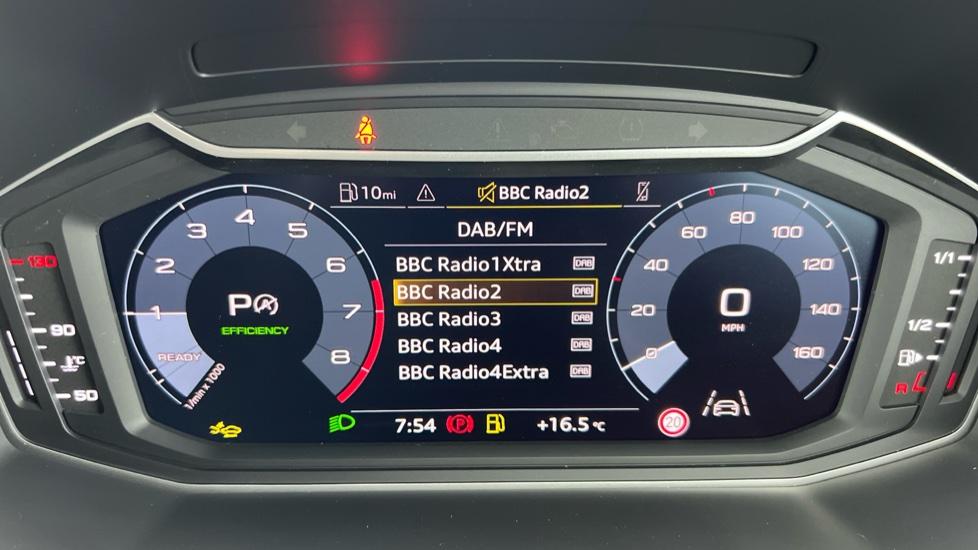 10mi
BBC Radio2
DAB/FM
BBC Radio1Xtra DAB
BBC Radio2 DAB
BBC Radio3 DAB
BBC Radio4 DAB
BBC Radio4Extra DAB
1
2
3
4
5
6
7
8
READY
1/min x 1000
P A
EFFICIENCY
0
20
40
60
80
100
120
140
160
0
MPH
130
90
°C
50
1/1
1/2
R
7:54
P
+16.5 °C
20